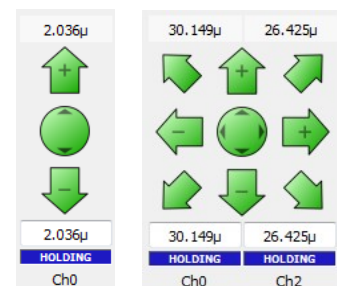 2.036µ
+
−
2.036µ
HOLDING
Ch0
30.149µ 26.425µ
+
− +
−
30.149µ 26.425µ
HOLDING HOLDING
Ch0 Ch2